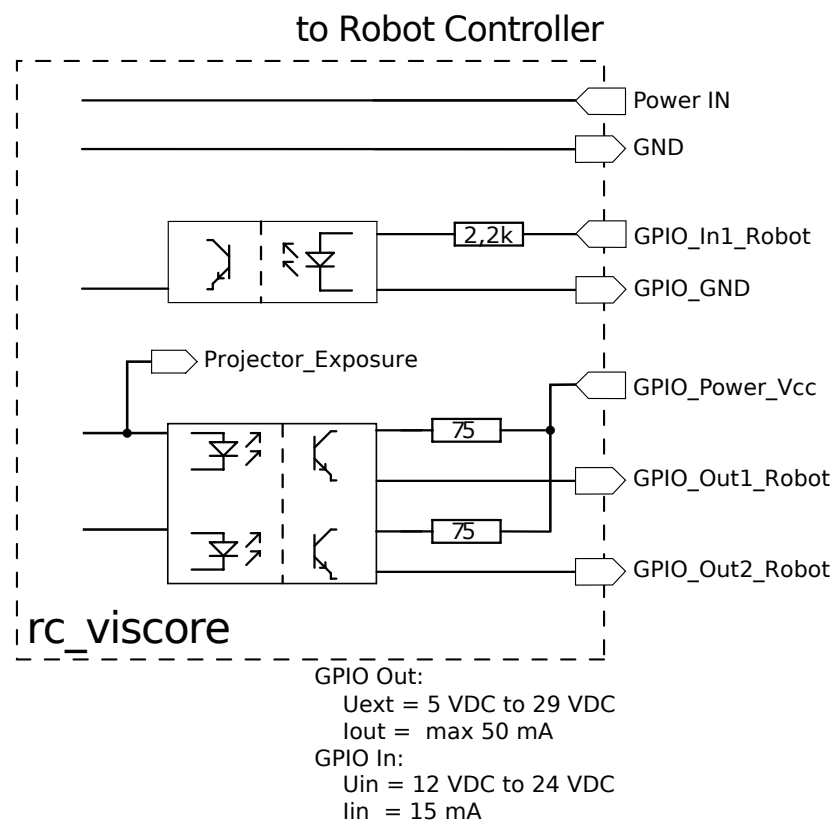 to Robot Controller
Power IN
GND
2,2k
GPIO_In1_Robot
GPIO_GND
Projector_Exposure
GPIO_Power_Vcc
75
GPIO_Out1_Robot
75
GPIO_Out2_Robot
rc_viscore
GPIO Out:
Uext = 5 VDC to 29 VDC
Iout = max 50 mA
GPIO In:
Uin = 12 VDC to 24 VDC
Iin = 15 mA